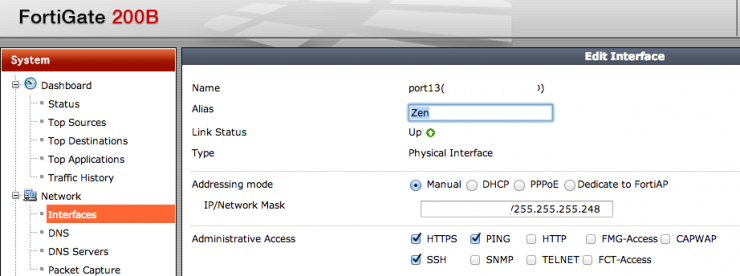 FortiGate 200B
System
Edit Interface
Dashboard
Status
Top Sources
Top Destinations
Top Applications
Traffic History
Network
Interfaces
DNS
DNS Servers
Packet Capture
Name port13( )
Alias Zen
Link Status Up
Type Physical Interface
Addressing mode Manual DHCP PPPoE Dedicate to FortiAP
IP/Network Mask /255.255.255.248
Administrative Access HTTPS PING HTTP FMG-Access CAPWAP
SSH SNMP TELNET FCT-Access